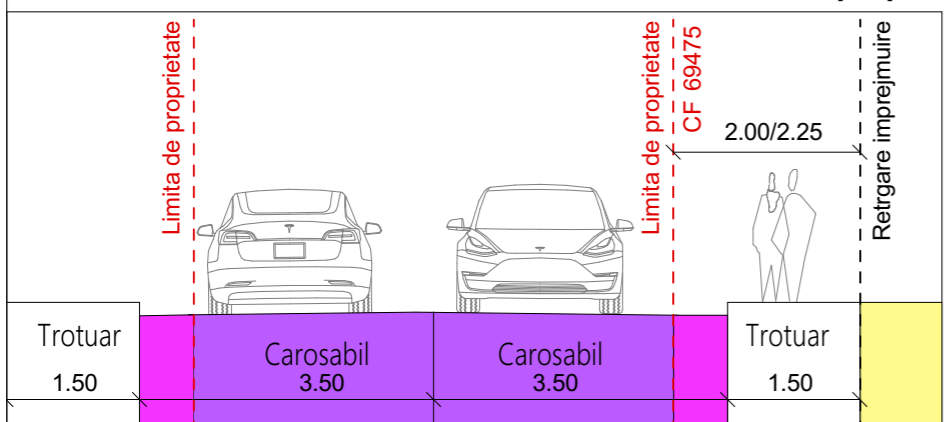 Limita de proprietate
Limita de proprietate
CF 69475
2.00/2.25
Retrgare imprejmuire
Trotuar
1.50
Carosabil
3.50
Carosabil
3.50
Trotuar
1.50